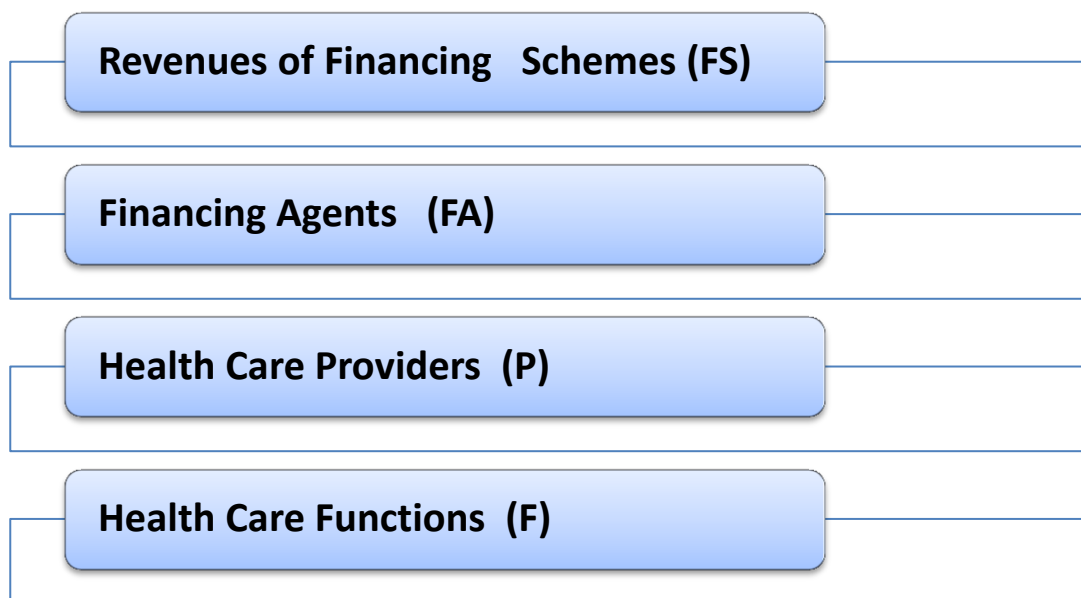 Revenues of Financing   Schemes (FS)
Financing Agents   (FA)
Health Care Providers  (P)
Health Care Functions  (F)